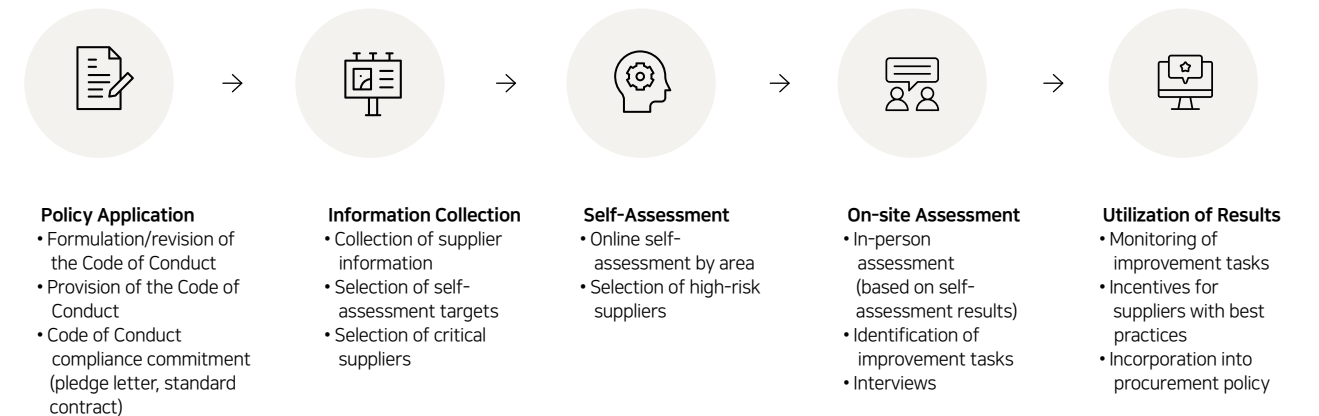 Policy Application
• Formulation/revision of
the Code of Conduct
• Provision of the Code of
Conduct
• Code of Conduct
compliance commitment
(pledge letter, standard
contract)
Information Collection
• Collection of supplier
information
• Selection of self-
assessment targets
• Selection of critical
suppliers
Self-Assessment
• Online self-
assessment by area
• Selection of high-risk
suppliers
On-site Assessment
• In-person
assessment
(based on self-
assessment results)
• Identification of
improvement tasks
• Interviews
Utilization of Results
• Monitoring of
improvement tasks
• Incentives for
suppliers with best
practices
• Incorporation into
procurement policy